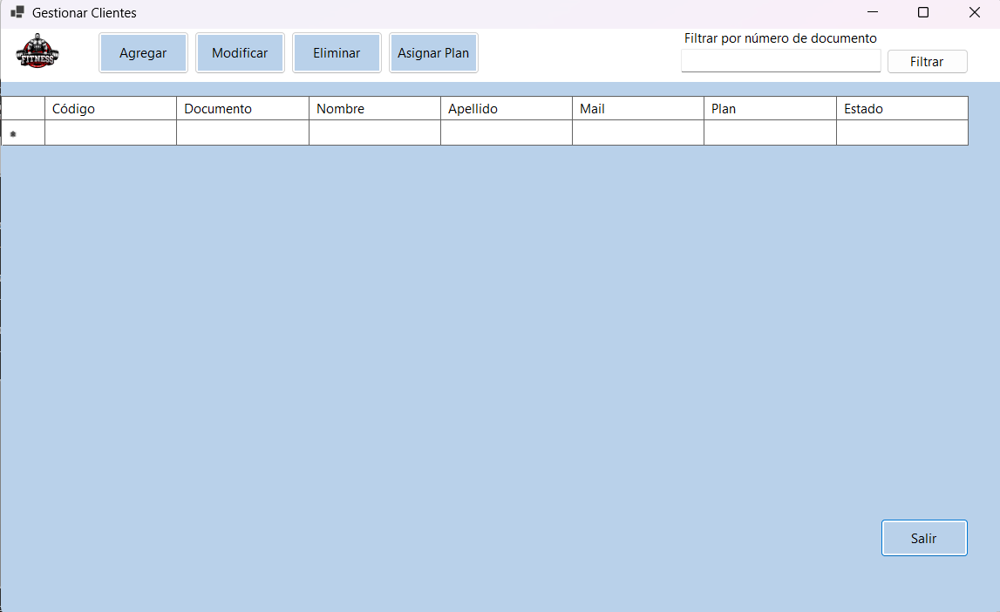 Gestionar Clientes
FITNESS
Agregar
Modificar
Eliminar
Asignar Plan
Filtrar por número de documento
Filtrar
Código
Documento
Nombre
Apellido
Mail
Plan
Estado
Salir